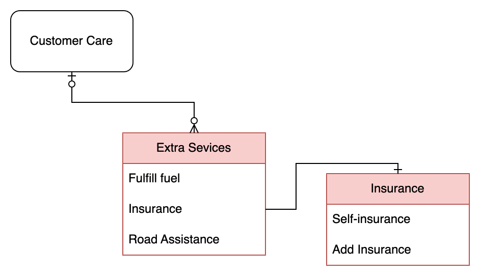 Customer Care
Extra Sevices
Fulfill fuel
Insurance
Road Assistance
Insurance
Self-insurance
Add Insurance